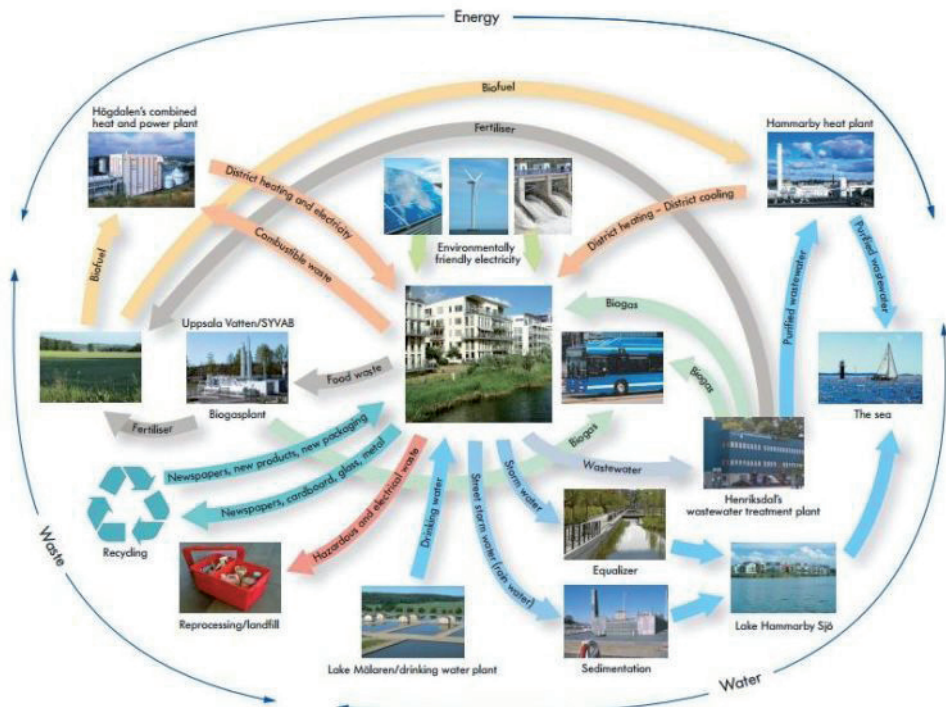 Energy
Biofuel
Högdalen's combined
heat and power plant
Fertiliser
Hammarby heat plant
District heating and electricity
District heating – District cooling
Combustible waste
Environmentally
friendly electricity
Biofuel
Purified wastewater
Purified wastewater
Uppsala Vatten/SYVAB
Biogas
Food waste
Biogas
Biogasplant
The sea
Fertiliser
Biogas
Newspapers, new products, new packaging
Wastewater
Storm
water
Newspapers, cardboard, glass, metal
Henriksdal's
wastewater treatment plant
Hazardous and electrical waste
Drinking water
Street storm water (rain water)
Recycling
Waste
Equalizer
Reprocessing/landfill
Lake Hammarby Sjö
Lake Mälaren/drinking water plant
Sedimentation
Water